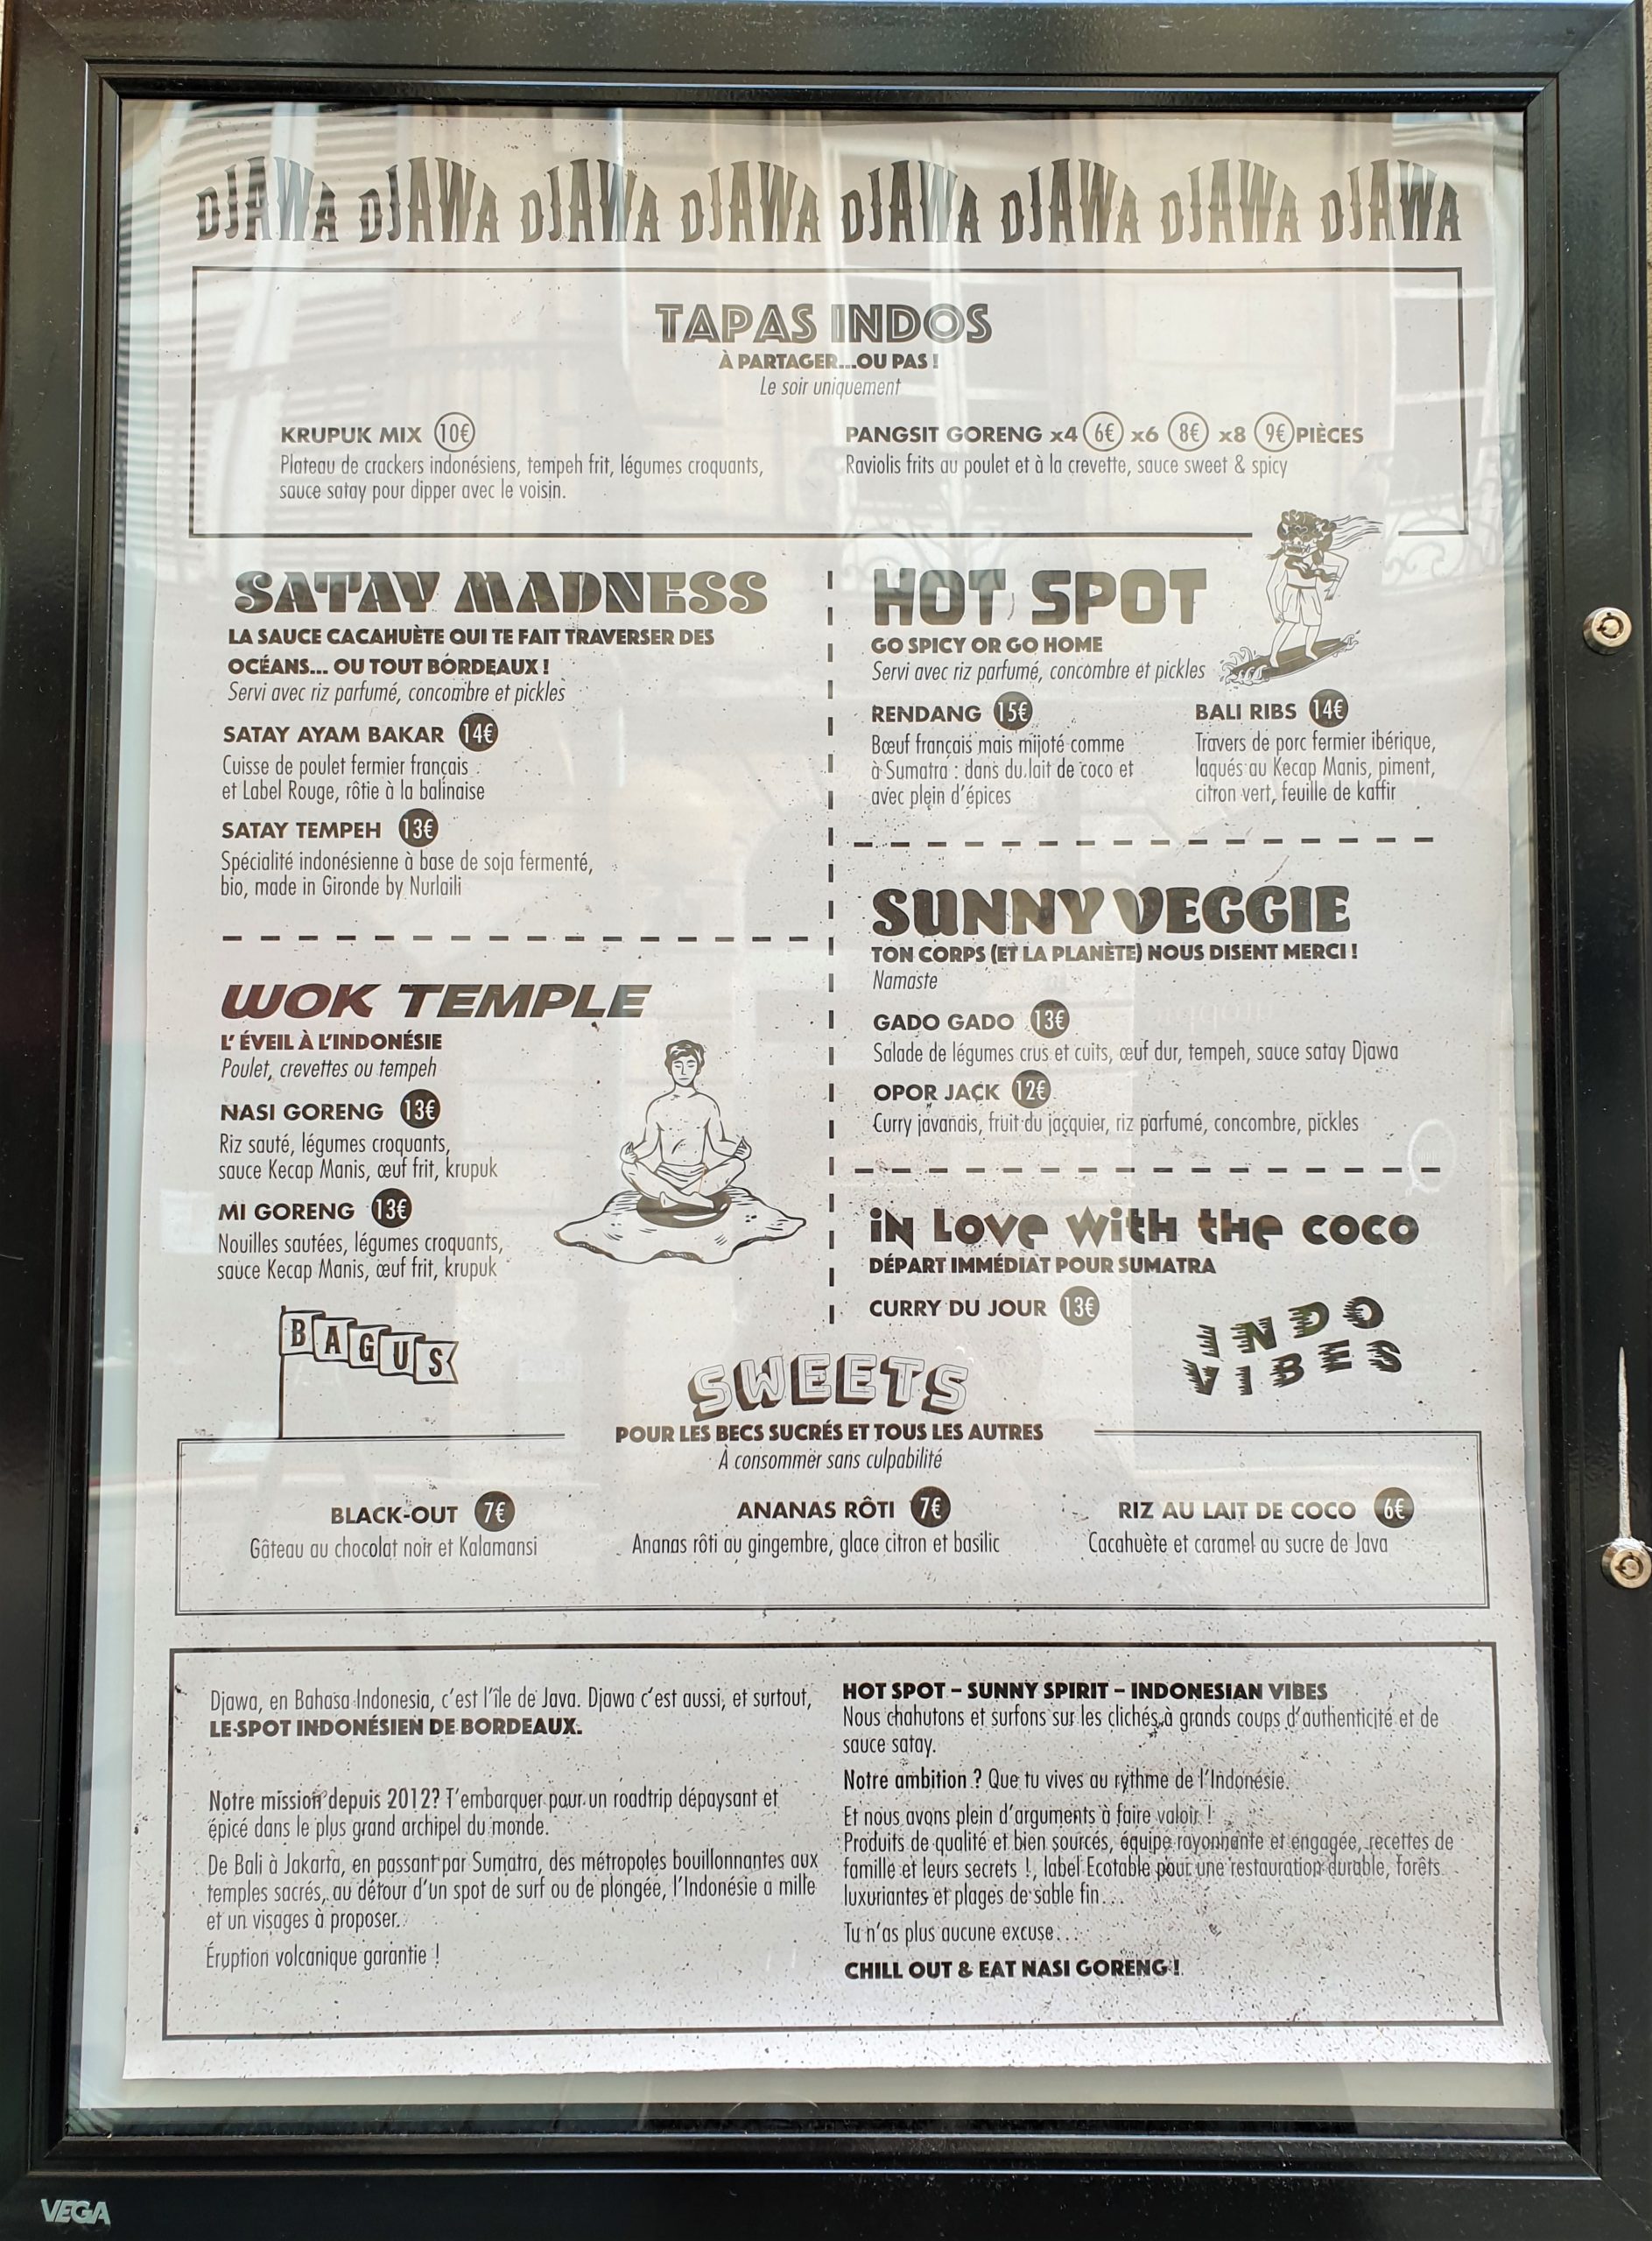 DJAWA DJAWA DJAWA DJAWA DJAWA DJAWA DJAWA DJAWA
TAPAS INDOS
À PARTAGER...OU PAS !
Le soir uniquement
KRUPUK MIX 10€
Plateau de crackers indonésiens, tempeh frit, légumes croquants,
sauce satay pour dipper avec le voisin.
PANGSIT GORENG x4 6€ x6 8€ x8 9€ PIÈCES
Raviolis frits au poulet et à la crevette, sauce sweet & spicy
SATAY MADNESS
LA SAUCE CACAHUÈTE QUI TE FAIT TRAVERSER DES
OCÉANS... OU TOUT BORDEAUX !
Servi avec riz parfumé, concombre et pickles
SATAY AYAM BAKAR 14€
Cuisse de poulet fermier français
et Label Rouge, rôtie à la balinaise
SATAY TEMPEH 13€
Spécialité indonésienne à base de soja fermenté,
bio, made in Gironde by Nurlaili
WOK TEMPLE
L' ÉVEIL À L'INDONÉSIE
Poulet, crevettes ou tempeh
NASI GORENG 13€
Riz sauté, légumes croquants,
sauce Kecap Manis, œuf frit, krupuk
MI GORENG 13€
Nouilles sautées, légumes croquants,
sauce Kecap Manis, œuf frit, krupuk
BAGUS
HOT SPOT
GO SPICY OR GO HOME
Servi avec riz parfumé, concombre et pickles
RENDANG 15€
Bœuf français mais mijoté comme
à Sumatra : dans du lait de coco et
avec plein d'épices
BALI RIBS 14€
Travers de porc fermier ibérique,
laqués au Kecap Manis, piment,
citron vert, feuille de kaffir
SUNNY VEGGIE
TON CORPS (ET LA PLANÈTE) NOUS DISENT MERCI !
Namaste
GADO GADO 13€
Salade de légumes crus et cuits, œuf dur, tempeh, sauce satay Djawa
OPOR JACK 12€
Curry javanais, fruit du jacquier, riz parfumé, concombre, pickles
iN Love With the coco
DÉPART IMMÉDIAT POUR SUMATRA
CURRY DU JOUR 13€
INDO
VIBES
SWEETS
POUR LES BECS SUCRÉS ET TOUS LES AUTRES
À consommer sans culpabilité
BLACK-OUT 7€
Gâteau au chocolat noir et Kalamansi
ANANAS RÔTI 7€
Ananas rôti au gingembre, glace citron et basilic
RIZ AU LAIT DE COCO 6€
Cacahuète et caramel au sucre de Java
Djawa, en Bahasa Indonesia, c'est l'île de Java. Djawa c'est aussi, et surtout,
LE SPOT INDONÉSIEN DE BORDEAUX.
Notre mission depuis 2012? T'embarquer pour un roadtrip dépaysant et
épicé dans le plus grand archipel du monde.
De Bali à Jakarta, en passant par Sumatra, des métropoles bouillonnantes aux
temples sacrés, au détour d'un spot de surf ou de plongée, l'Indonésie a mille
et un visages à proposer.
Éruption volcanique garantie !
HOT SPOT – SUNNY SPIRIT – INDONESIAN VIBES
Nous chahutons et surfons sur les clichés à grands coups d'authenticité et de
sauce satay.
Notre ambition ? Que tu vives au rythme de l'Indonésie.
Et nous avons plein d'arguments à faire valoir !
Produits de qualité et bien sourcés, équipe rayonnante et engagée, recettes de
famille et leurs secrets !, label Ecotable pour une restauration durable, forêts
luxuriantes et plages de sable fin...
Tu n'as plus aucune excuse...
CHILL OUT & EAT NASI GORENG !
VEGA